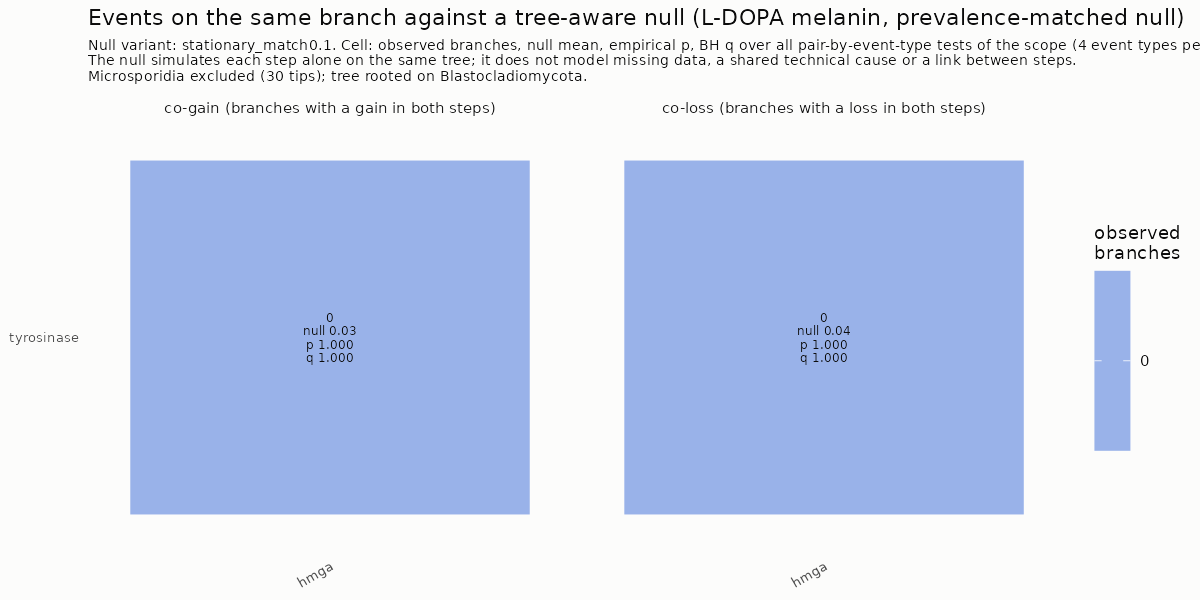 Events on the same branch against a tree-aware null (L-DOPA melanin, prevalence-matched null)
Null variant: stationary_match0.1. Cell: observed branches, null mean, empirical p, BH q over all pair-by-event-type tests of the scope (4 event types pe
The null simulates each step alone on the same tree; it does not model missing data, a shared technical cause or a link between steps.
Microsporidia excluded (30 tips); tree rooted on Blastocladiomycota.
co-gain (branches with a gain in both steps)
co-loss (branches with a loss in both steps)
observed
branches
0
tyrosinase
0
null 0.03
p 1.000
q 1.000
0
null 0.04
p 1.000
q 1.000
hmga
hmga